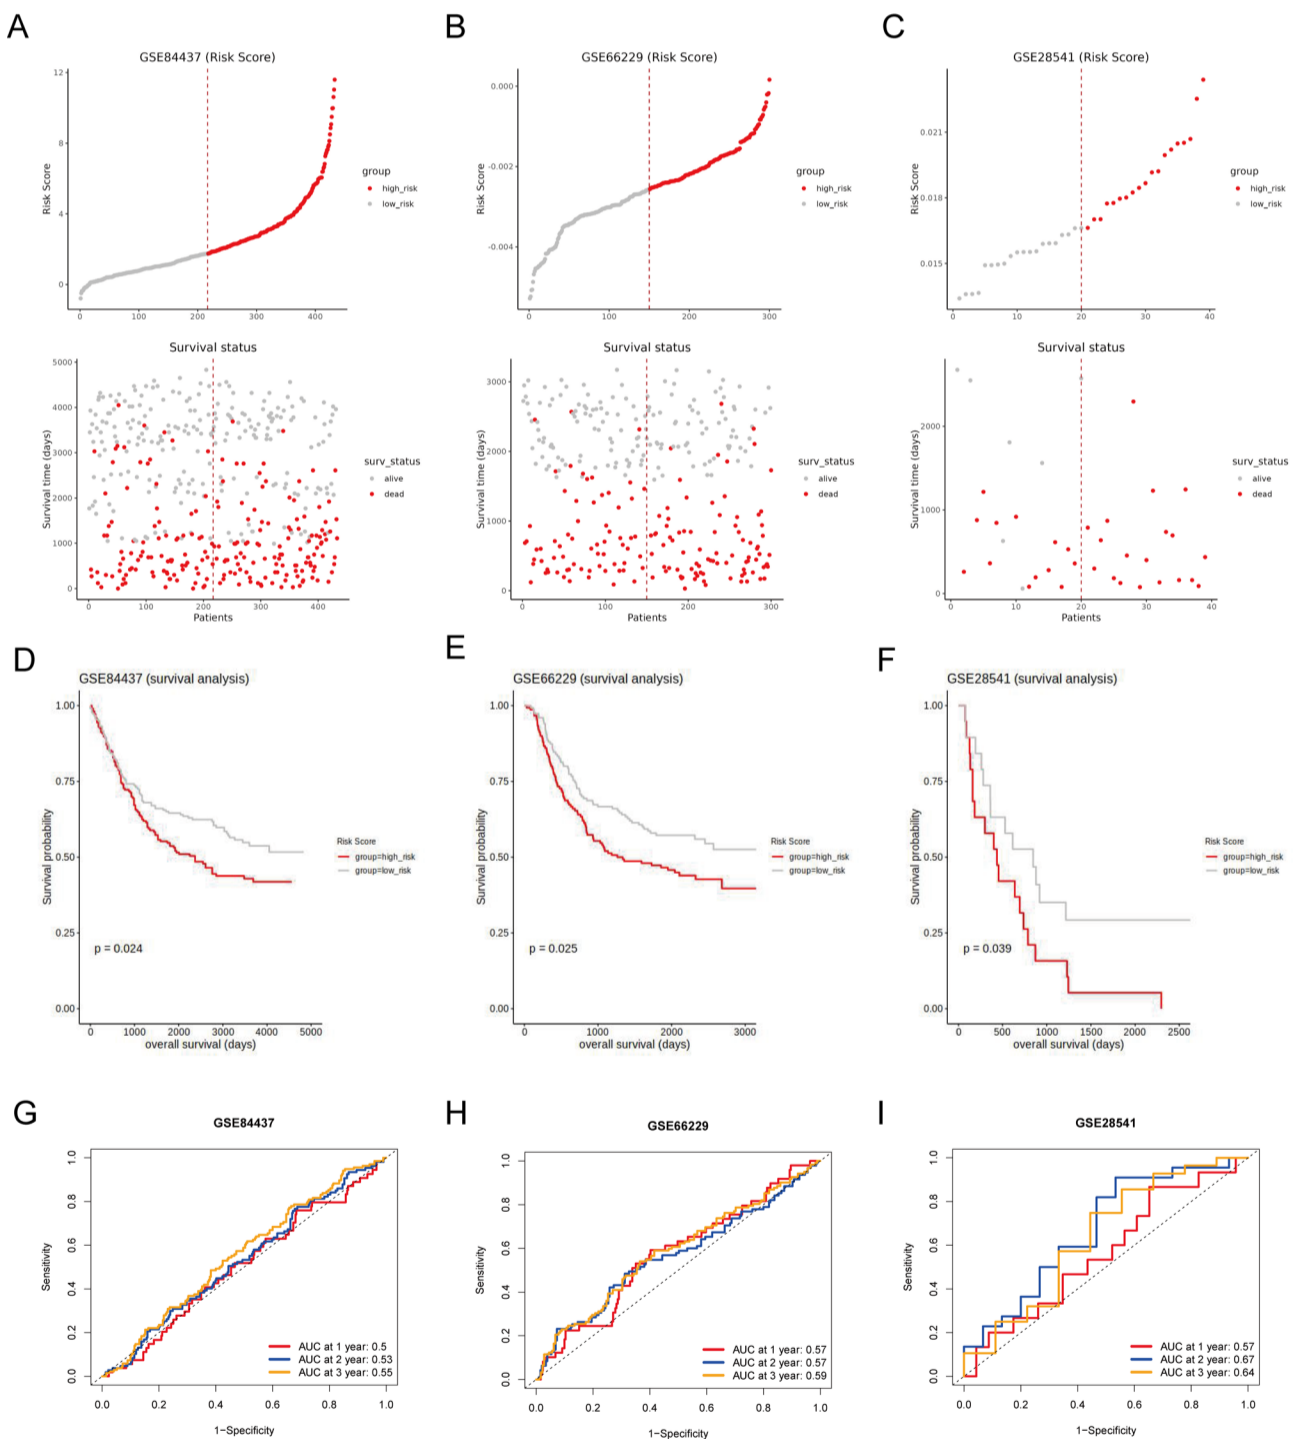 A
B
C
GSE84437 (Risk Score)
12
8
4
0
Risk Score
0 100 200 300 400
group
high_risk
low_risk
GSE66229 (Risk Score)
0.000
-0.002
-0.004
Risk Score
0 100 200 300
group
high_risk
low_risk
GSE28541 (Risk Score)
0.021
0.018
0.015
Risk Score
0 10 20 30 40
group
high_risk
low_risk
Survival status
5000
4000
3000
2000
1000
0
Survival time (days)
0 100 200 300 400
Patients
surv_status
alive
dead
Survival status
3000
2000
1000
0
Survival time (days)
0 100 200 300
Patients
surv_status
alive
dead
Survival status
2000
1000
0
Survival time (days)
0 10 20 30 40
Patients
surv_status
alive
dead
D
E
F
GSE84437 (survival analysis)
1.00
0.75
0.50
0.25
0.00
Survival probability
p = 0.024
0 1000 2000 3000 4000 5000
overall survival (days)
Risk Score
group=high_risk
group=low_risk
GSE66229 (survival analysis)
1.00
0.75
0.50
0.25
0.00
Survival probability
p = 0.025
0 1000 2000 3000
overall survival (days)
Risk Score
group=high_risk
group=low_risk
GSE28541 (survival analysis)
1.00
0.75
0.50
0.25
0.00
Survival probability
p = 0.039
0 500 1000 1500 2000 2500
overall survival (days)
Risk Score
group=high_risk
group=low_risk
G
H
I
GSE84437
1.0
0.8
0.6
0.4
0.2
0.0
Sensitivity
AUC at 1 year: 0.5
AUC at 2 year: 0.53
AUC at 3 year: 0.55
0.0 0.2 0.4 0.6 0.8 1.0
1−Specificity
GSE66229
1.0
0.8
0.6
0.4
0.2
0.0
Sensitivity
AUC at 1 year: 0.57
AUC at 2 year: 0.57
AUC at 3 year: 0.59
0.0 0.2 0.4 0.6 0.8 1.0
1−Specificity
GSE28541
1.0
0.8
0.6
0.4
0.2
0.0
Sensitivity
AUC at 1 year: 0.57
AUC at 2 year: 0.67
AUC at 3 year: 0.64
0.0 0.2 0.4 0.6 0.8 1.0
1−Specificity